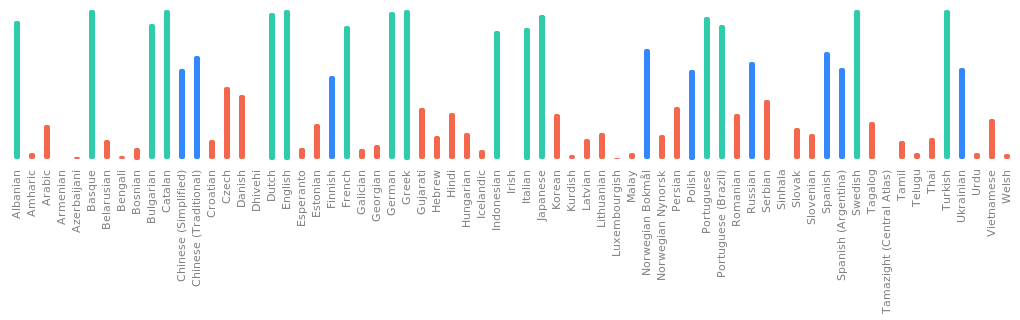 Albanian
Amharic
Arabic
Armenian
Azerbaijani
Basque
Belarusian
Bengali
Bosnian
Bulgarian
Catalan
Chinese (Simplified)
Chinese (Traditional)
Croatian
Czech
Danish
Dhivehi
Dutch
English
Esperanto
Estonian
Finnish
French
Galician
Georgian
German
Greek
Gujarati
Hebrew
Hindi
Hungarian
Icelandic
Indonesian
Irish
Italian
Japanese
Korean
Kurdish
Latvian
Lithuanian
Luxembourgish
Malay
Norwegian Bokmål
Norwegian Nynorsk
Persian
Polish
Portuguese
Portuguese (Brazil)
Romanian
Russian
Serbian
Sinhala
Slovak
Slovenian
Spanish
Spanish (Argentina)
Swedish
Tagalog
Tamazight (Central Atlas)
Tamil
Telugu
Thai
Turkish
Ukrainian
Urdu
Vietnamese
Welsh